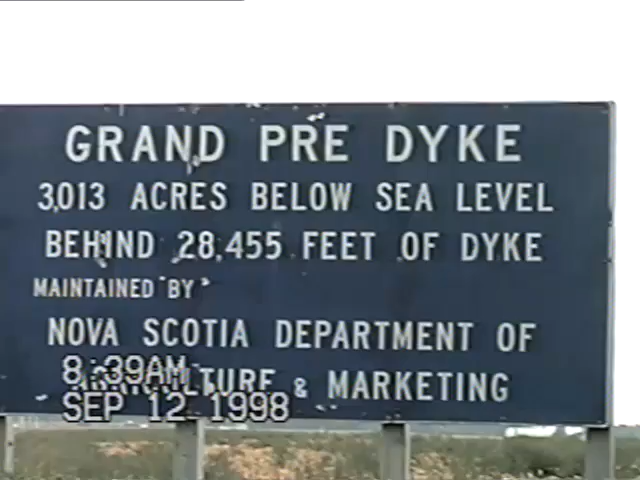 GRAND PRE DYKE
3,013 ACRES BELOW SEA LEVEL
BEHIND 28,455 FEET OF DYKE
MAINTAINED BY
NOVA SCOTIA DEPARTMENT OF
AGRICULTURE & MARKETING
8:39AM
SEP 12 1998